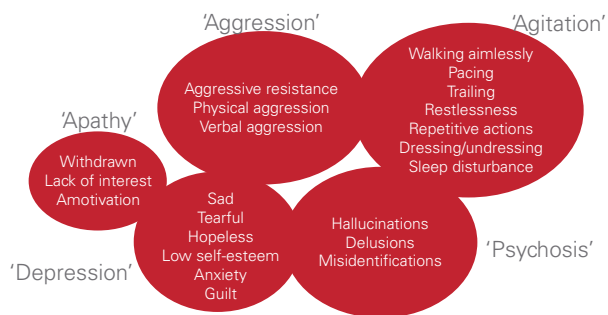 'Aggression'
'Agitation'
Aggressive resistance
Physical aggression
Verbal aggression
Walking aimlessly
Pacing
Trailing
Restlessness
Repetitive actions
Dressing/undressing
Sleep disturbance
'Apathy'
Withdrawn
Lack of interest
Amotivation
Sad
Tearful
Hopeless
Low self-esteem
Anxiety
Guilt
'Depression'
Hallucinations
Delusions
Misidentifications
'Psychosis'